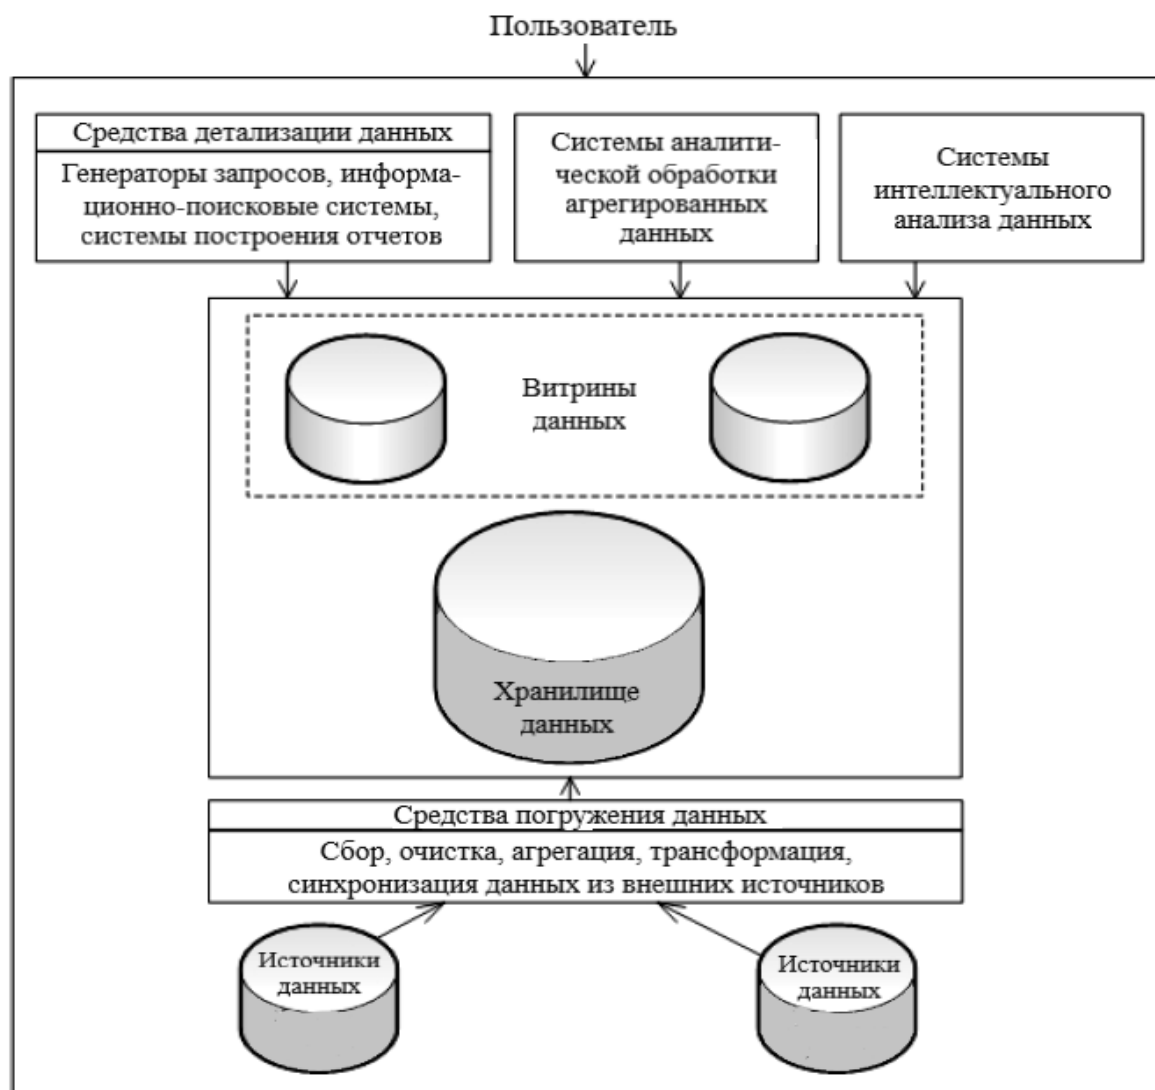 Пользователь
Средства детализации данных
Генераторы запросов, информа-
ционно-поисковые системы,
системы построения отчетов
Системы аналити-
ческой обработки
агрегированных
данных
Системы
интеллектуального
анализа данных
Витрины
данных
Хранилище
данных
Средства погружения данных
Сбор, очистка, агрегация, трансформация,
синхронизация данных из внешних источников
Источники
данных
Источники
данных